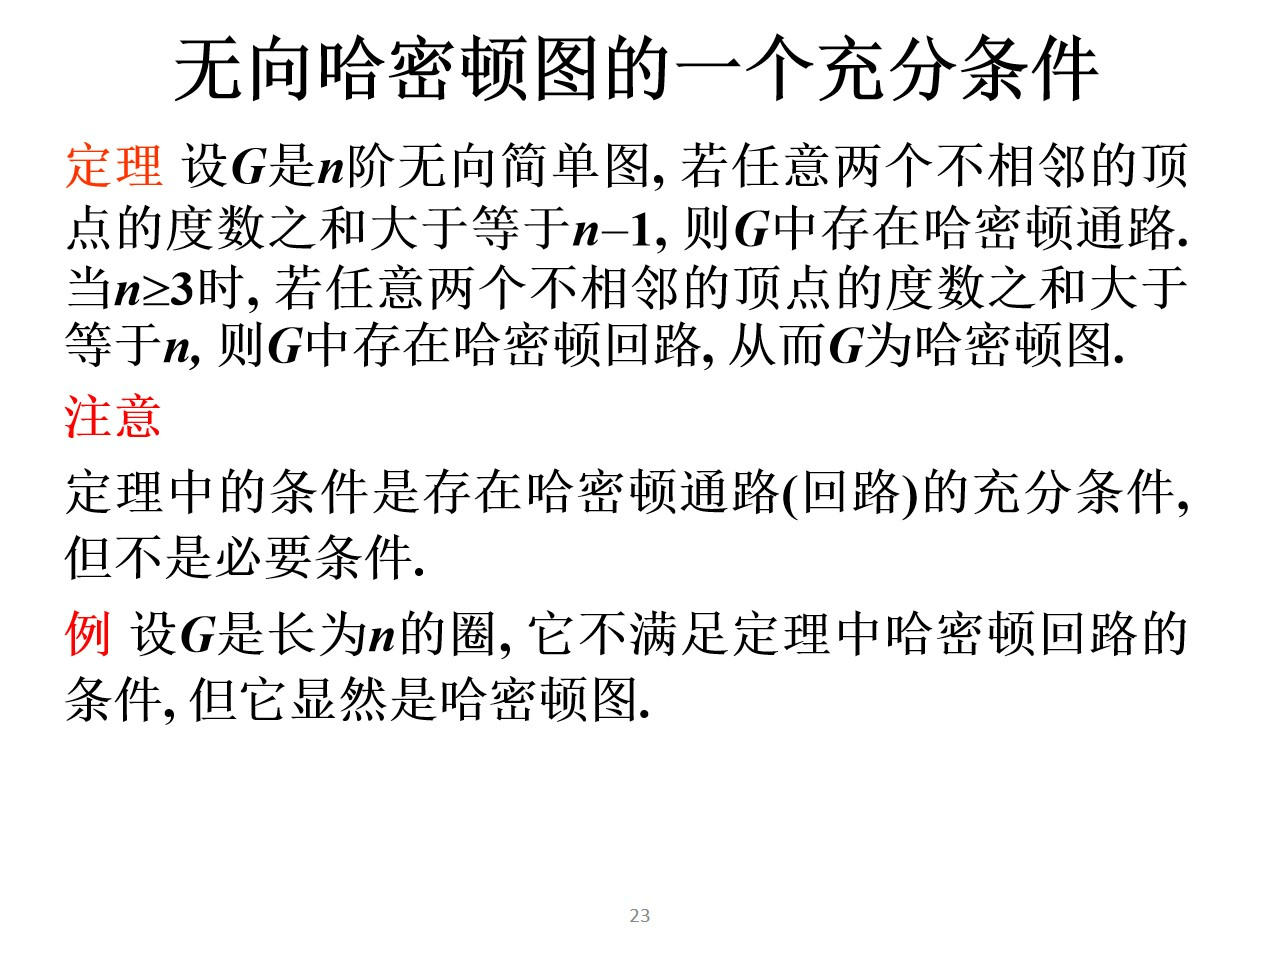 无向哈密顿图的一个充分条件
定理 设G是n阶无向简单图, 若任意两个不相邻的顶
点的度数之和大于等于n–1, 则G中存在哈密顿通路.
当n≥3时, 若任意两个不相邻的顶点的度数之和大于
等于n, 则G中存在哈密顿回路, 从而G为哈密顿图.
注意
定理中的条件是存在哈密顿通路(回路)的充分条件,
但不是必要条件.
例 设G是长为n的圈, 它不满足定理中哈密顿回路的
条件, 但它显然是哈密顿图.
23